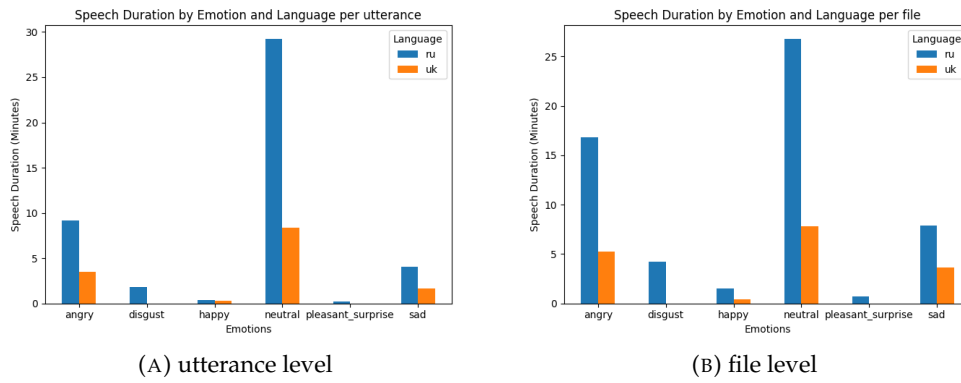 Speech Duration by Emotion and Language per utterance
30
25
20
15
10
5
0
Speech Duration (Minutes)
Language
ru
uk
angry
disgust
happy
neutral
pleasant_surprise
sad
Emotions
(A) utterance level
Speech Duration by Emotion and Language per file
25
20
15
10
5
0
Speech Duration (Minutes)
Language
ru
uk
angry
disgust
happy
neutral
pleasant_surprise
sad
Emotions
(B) file level